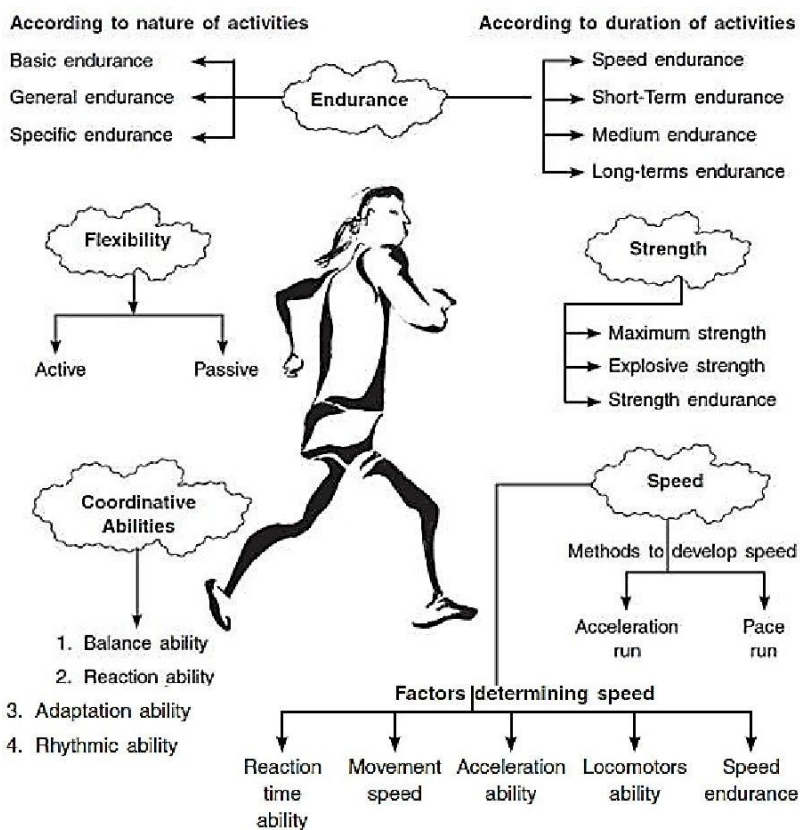 According to nature of activities
According to duration of activities
Basic endurance
General endurance
Specific endurance
Endurance
Speed endurance
Short-Term endurance
Medium endurance
Long-terms endurance
Flexibility
Active
Passive
Strength
Maximum strength
Explosive strength
Strength endurance
Coordinative
Abilities
1. Balance ability
2. Reaction ability
3. Adaptation ability
4. Rhythmic ability
Speed
Methods to develop speed
Acceleration
run
Pace
run
Factors determining speed
Reaction
time
ability
Movement
speed
Acceleration
ability
Locomotors
ability
Speed
endurance